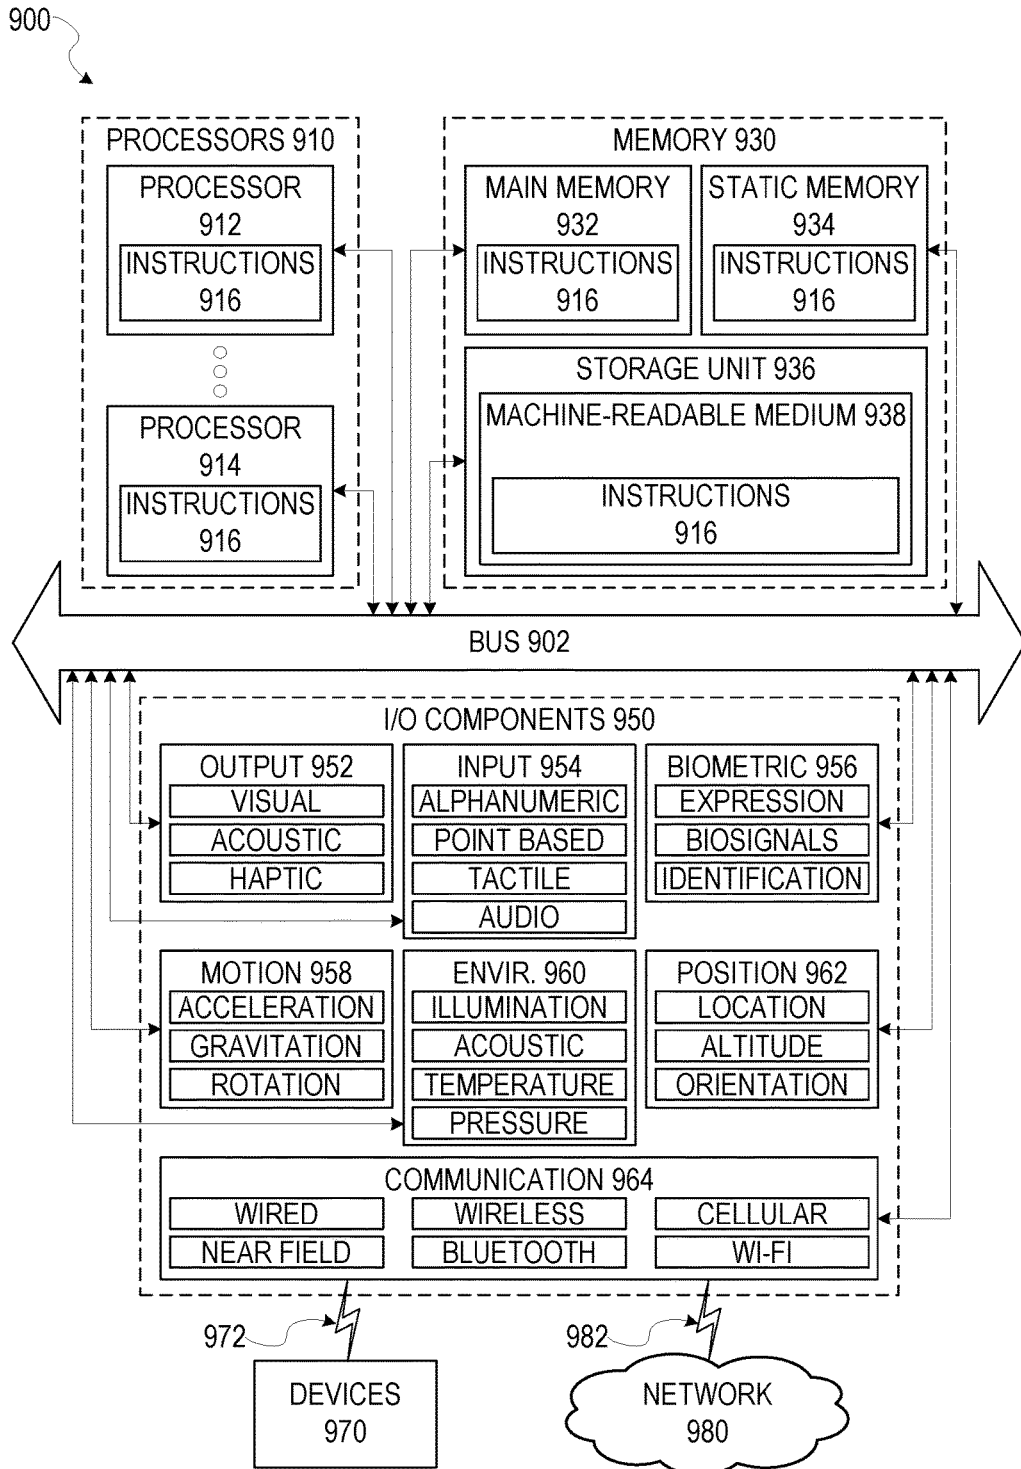 900
PROCESSORS 910
PROCESSOR
912
INSTRUCTIONS
916
PROCESSOR
914
INSTRUCTIONS
916
MEMORY 930
MAIN MEMORY
932
INSTRUCTIONS
916
STATIC MEMORY
934
INSTRUCTIONS
916
STORAGE UNIT 936
MACHINE-READABLE MEDIUM 938
INSTRUCTIONS
916
BUS 902
I/O COMPONENTS 950
OUTPUT 952
VISUAL
ACOUSTIC
HAPTIC
INPUT 954
ALPHANUMERIC
POINT BASED
TACTILE
AUDIO
BIOMETRIC 956
EXPRESSION
BIOSIGNALS
IDENTIFICATION
MOTION 958
ACCELERATION
GRAVITATION
ROTATION
ENVIR. 960
ILLUMINATION
ACOUSTIC
TEMPERATURE
PRESSURE
POSITION 962
LOCATION
ALTITUDE
ORIENTATION
COMMUNICATION 964
WIRED
WIRELESS
CELLULAR
NEAR FIELD
BLUETOOTH
WI-FI
972
982
DEVICES
970
NETWORK
980